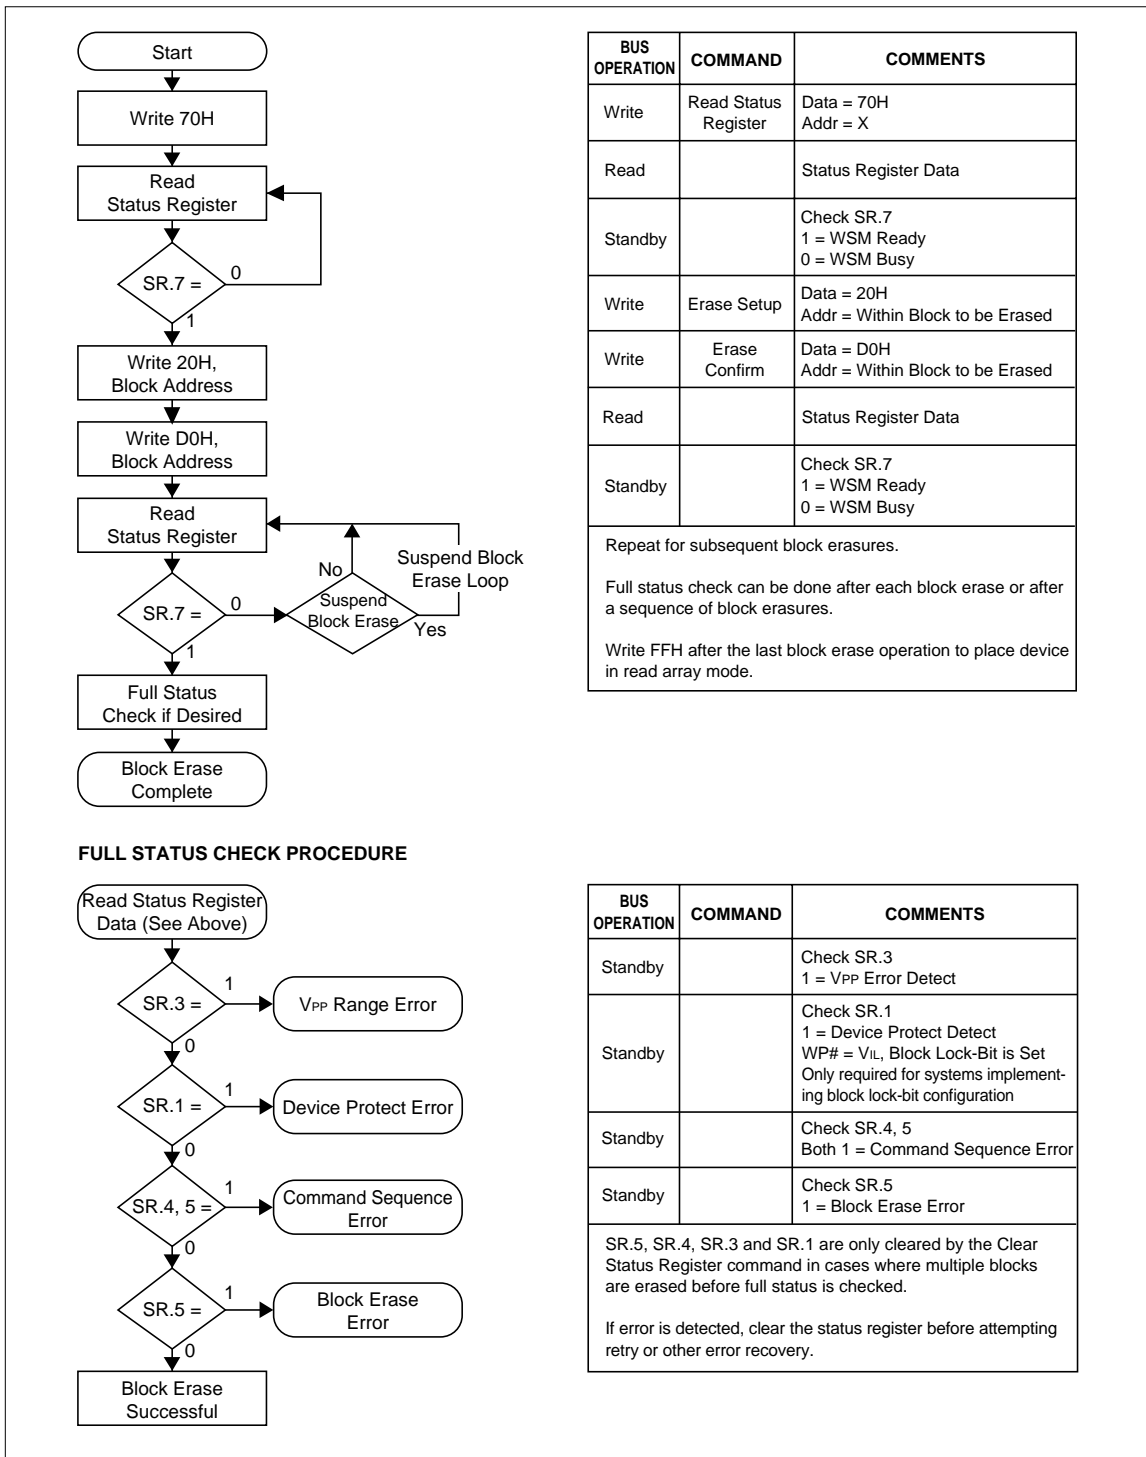 Start
Write 70H
Read
Status Register
SR.7 =
0
1
Write 20H,
Block Address
Write D0H,
Block Address
Read
Status Register
SR.7 =
0
1
Suspend
Block Erase
No
Yes
Suspend Block
Erase Loop
Full Status
Check if Desired
Block Erase
Complete
BUS
OPERATION
COMMAND
COMMENTS
Write
Read Status
Register
Data = 70H
Addr = X
Read
Status Register Data
Standby
Check SR.7
1 = WSM Ready
0 = WSM Busy
Write
Erase Setup
Data = 20H
Addr = Within Block to be Erased
Write
Erase
Confirm
Data = D0H
Addr = Within Block to be Erased
Read
Status Register Data
Standby
Check SR.7
1 = WSM Ready
0 = WSM Busy
Repeat for subsequent block erasures.
Full status check can be done after each block erase or after
a sequence of block erasures.
Write FFH after the last block erase operation to place device
in read array mode.
FULL STATUS CHECK PROCEDURE
Read Status Register
Data (See Above)
SR.3 =
1
VPP Range Error
0
SR.1 =
1
Device Protect Error
0
SR.4, 5 =
1
Command Sequence
Error
0
SR.5 =
1
Block Erase
Error
0
Block Erase
Successful
BUS
OPERATION
COMMAND
COMMENTS
Standby
Check SR.3
1 = VPP Error Detect
Standby
Check SR.1
1 = Device Protect Detect
WP# = VIL, Block Lock-Bit is Set
Only required for systems implement-
ing block lock-bit configuration
Standby
Check SR.4, 5
Both 1 = Command Sequence Error
Standby
Check SR.5
1 = Block Erase Error
SR.5, SR.4, SR.3 and SR.1 are only cleared by the Clear
Status Register command in cases where multiple blocks
are erased before full status is checked.
If error is detected, clear the status register before attempting
retry or other error recovery.